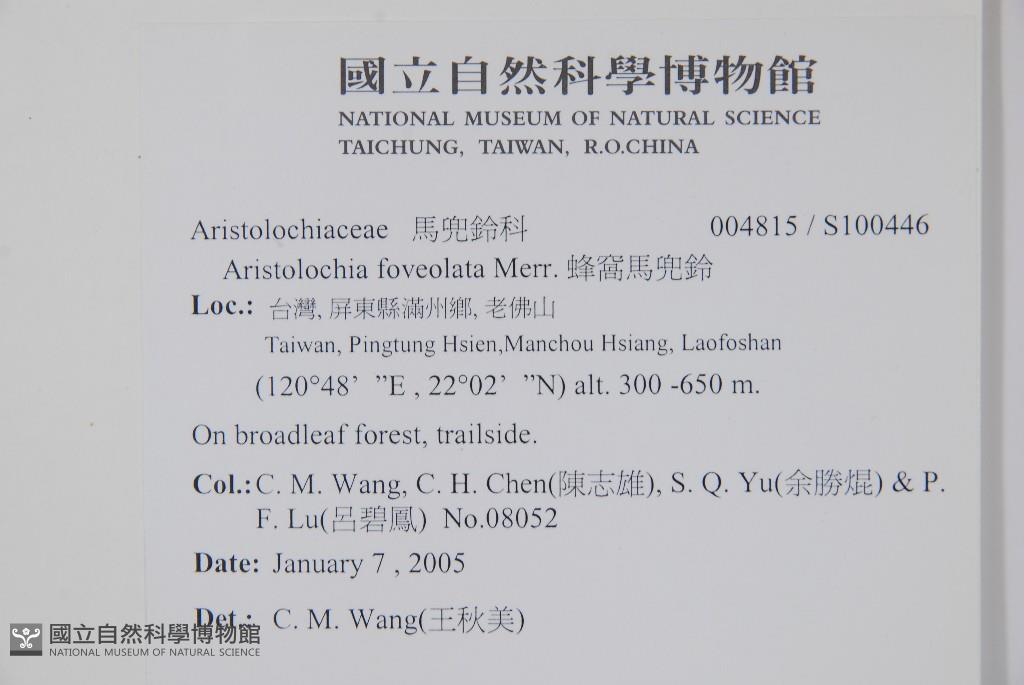 國立自然科學博物館
NATIONAL MUSEUM OF NATURAL SCIENCE
TAICHUNG, TAIWAN, R.O.CHINA
Aristolochiaceae 馬兜鈴科 004815 / S100446
Aristolochia foveolata Merr. 蜂窩馬兜鈴
Loc.: 台灣, 屏東縣滿州鄉, 老佛山
Taiwan, Pingtung Hsien,Manchou Hsiang, Laofoshan
(120°48’ ”E , 22°02’ ”N) alt. 300 -650 m.
On broadleaf forest, trailside.
Col.: C. M. Wang, C. H. Chen(陳志雄), S. Q. Yu(余勝焜) & P.
F. Lu(呂碧鳳) No.08052
Date: January 7 , 2005
Det.: C. M. Wang(王秋美)
國立自然科學博物館
NATIONAL MUSEUM OF NATURAL SCIENCE